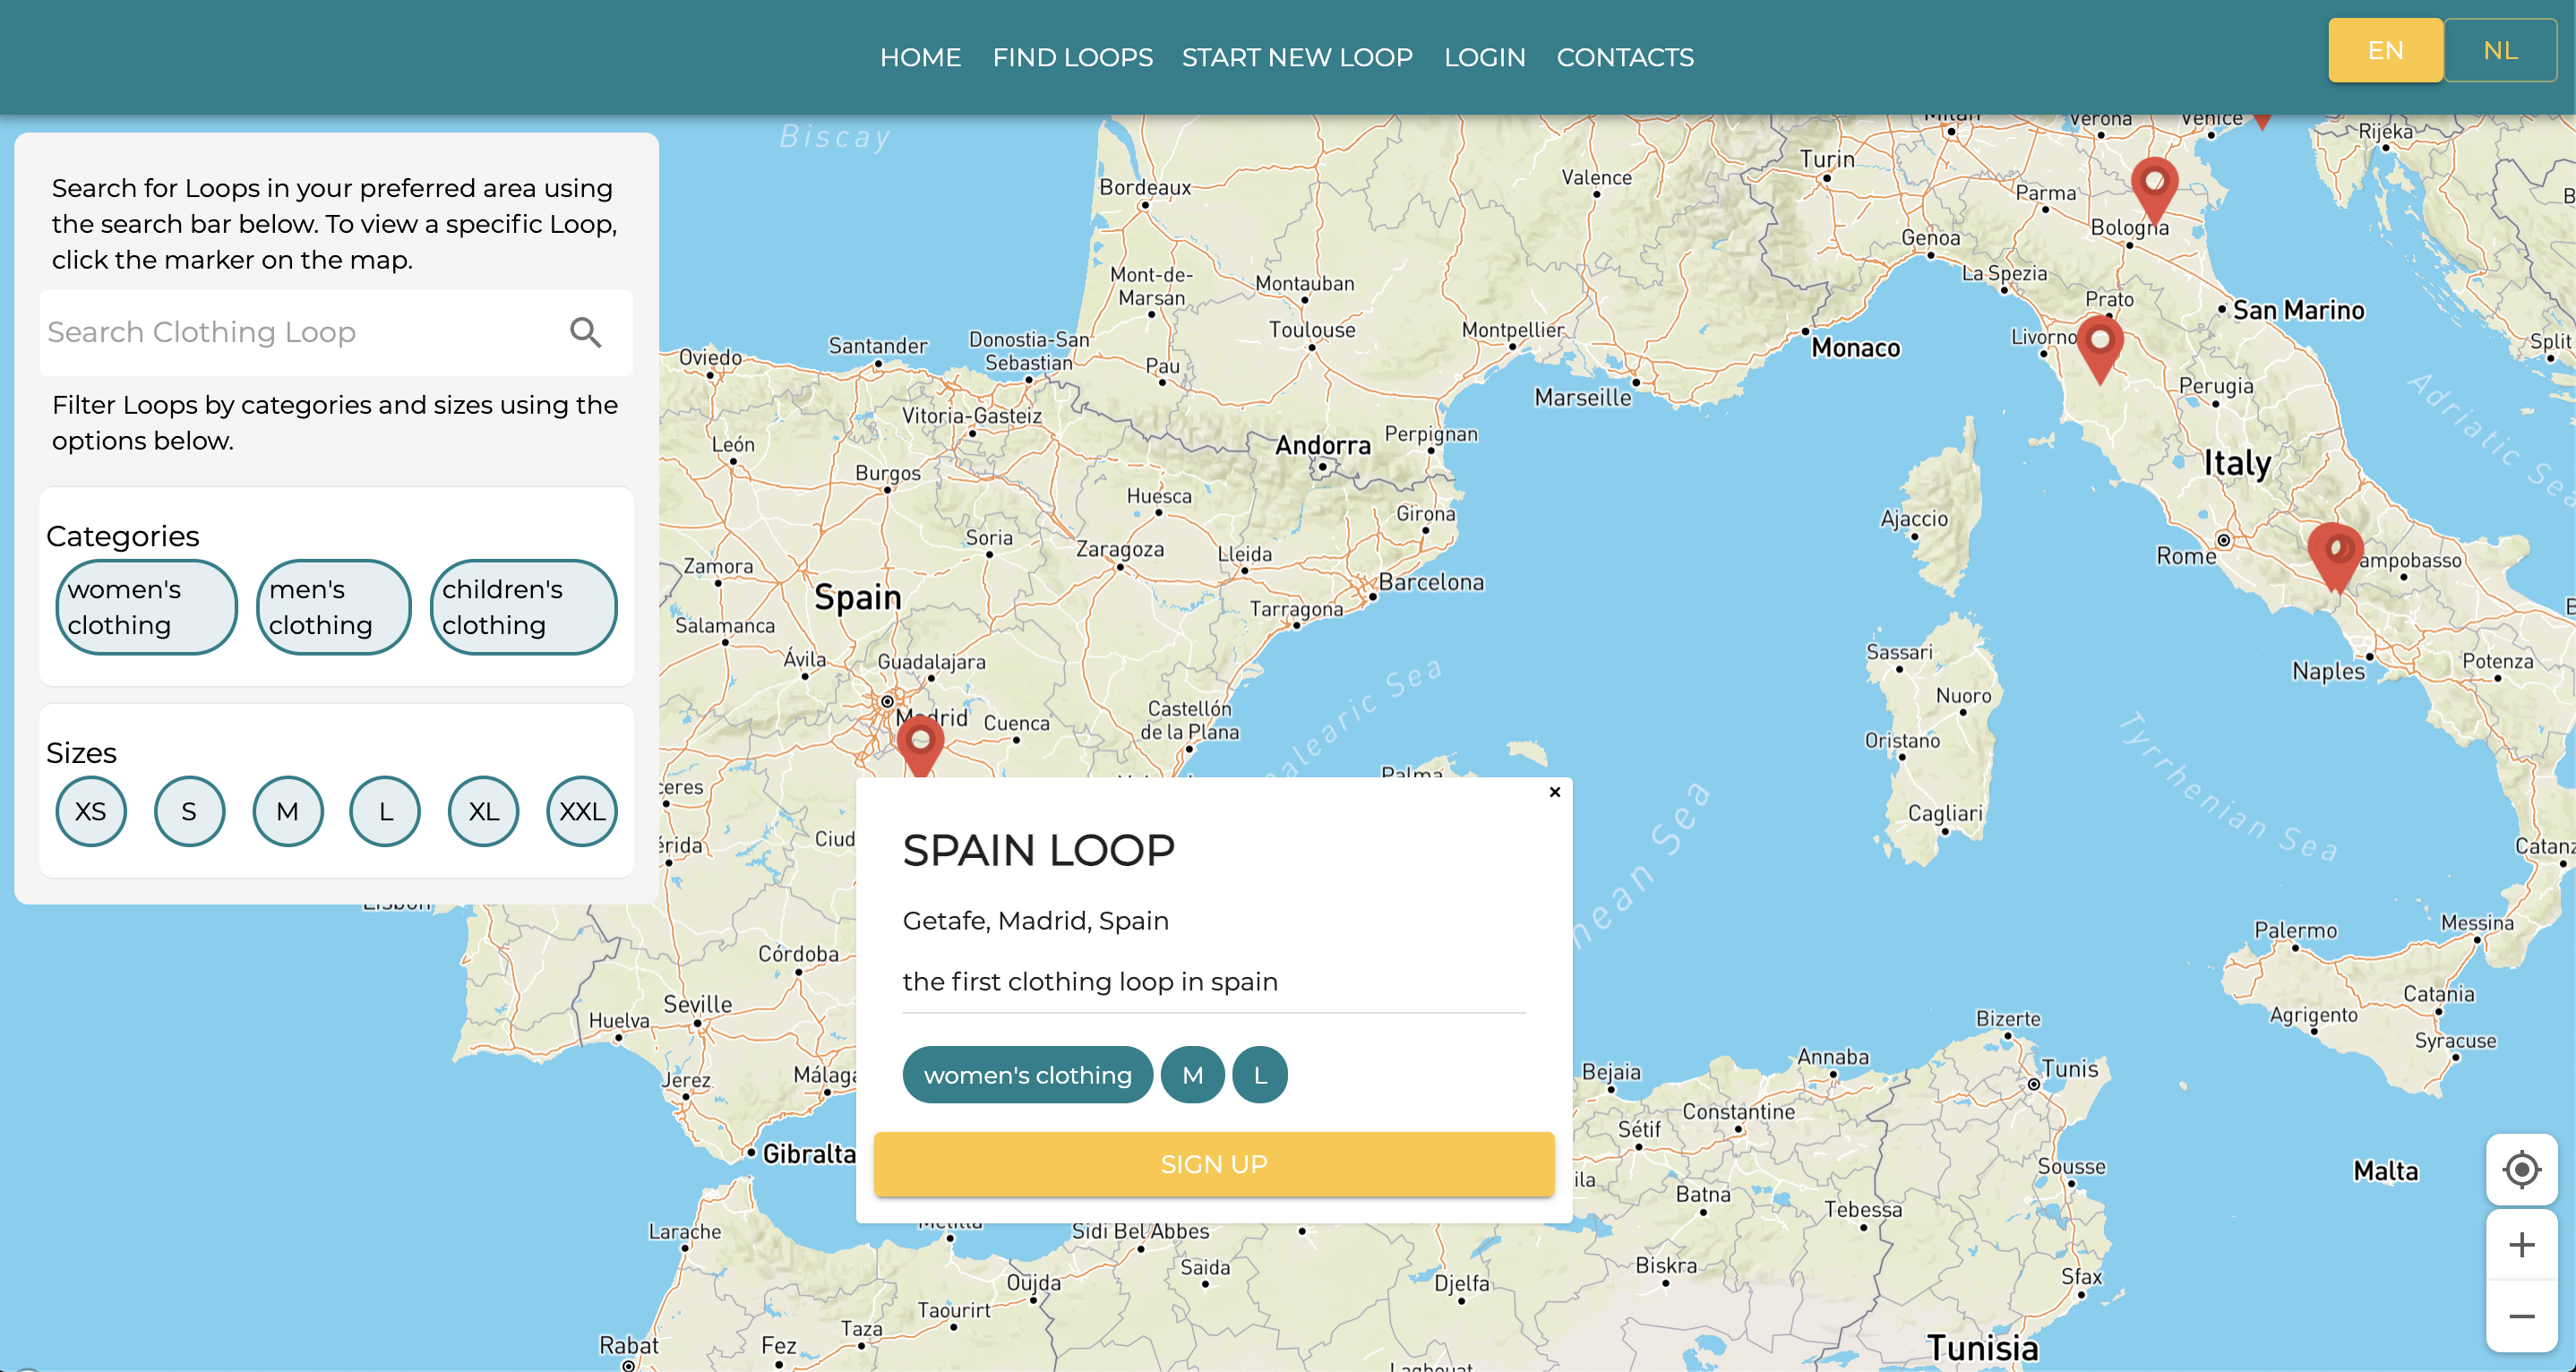 HOME FIND LOOPS START NEW LOOP LOGIN CONTACTS
EN NL
Search for Loops in your preferred area using
the search bar below. To view a specific Loop,
click the marker on the map.
Search Clothing Loop
Filter Loops by categories and sizes using the
options below.
Categories
women's
clothing
men's
clothing
children's
clothing
Sizes
XS S M L XL XXL
Biscay
Bordeaux
Valence
Turin
Milan
Verona
Venice
Rijeka
Parma
Bologna
Genoa
La Spezia
Mont-de-
Marsan
Montauban
Prato
San Marino
Toulouse
Montpellier
Livorno
Split
Monaco
Oviedo
Santander
Donostia-San
Sebastian
Pau
Marseille
Perugia
Adriatic Sea
Vitoria-Gasteiz
León
Andorra
Perpignan
Burgos
Italy
Huesca
Girona
Ajaccio
Soria
Zaragoza
Lleida
Rome
ampobasso
Zamora
Barcelona
Spain
Tarragona
Salamanca
Sassari
Ávila
Guadalajara
Naples
Potenza
Balearic Sea
Nuoro
Madrid
Cuenca
Castellón
de la Plana
Oristano
Tyrrhenian Sea
Palma
ceres
Cagliari
Ciud
érida
Catanz
nean Sea
Lisbon
SPAIN LOOP
Getafe, Madrid, Spain
the first clothing loop in spain
women's clothing M L
SIGN UP
Córdoba
Palermo
Messina
Seville
Catania
Huelva
Agrigento
Bizerte
Syracuse
Annaba
Jerez
Málaga
Bejaia
Tunis
Constantine
Sétif
Gibralta
Sousse
Malta
ila
Batna
Tebessa
Larache
Melilla
Sidi Bel Abbes
Saida
Biskra
Oujda
Djelfa
Sfax
Taourirt
Taza
Rabat
Fez
Tunisia
Laghouat